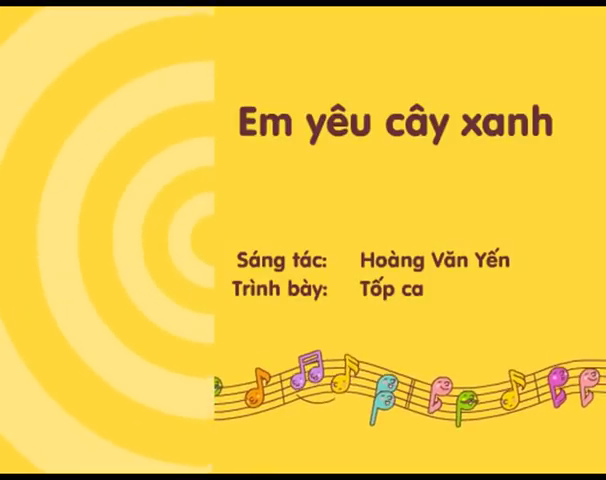 Em yêu cây xanh
Sáng tác: Hoàng Văn Yến
Trình bày: Tốp ca